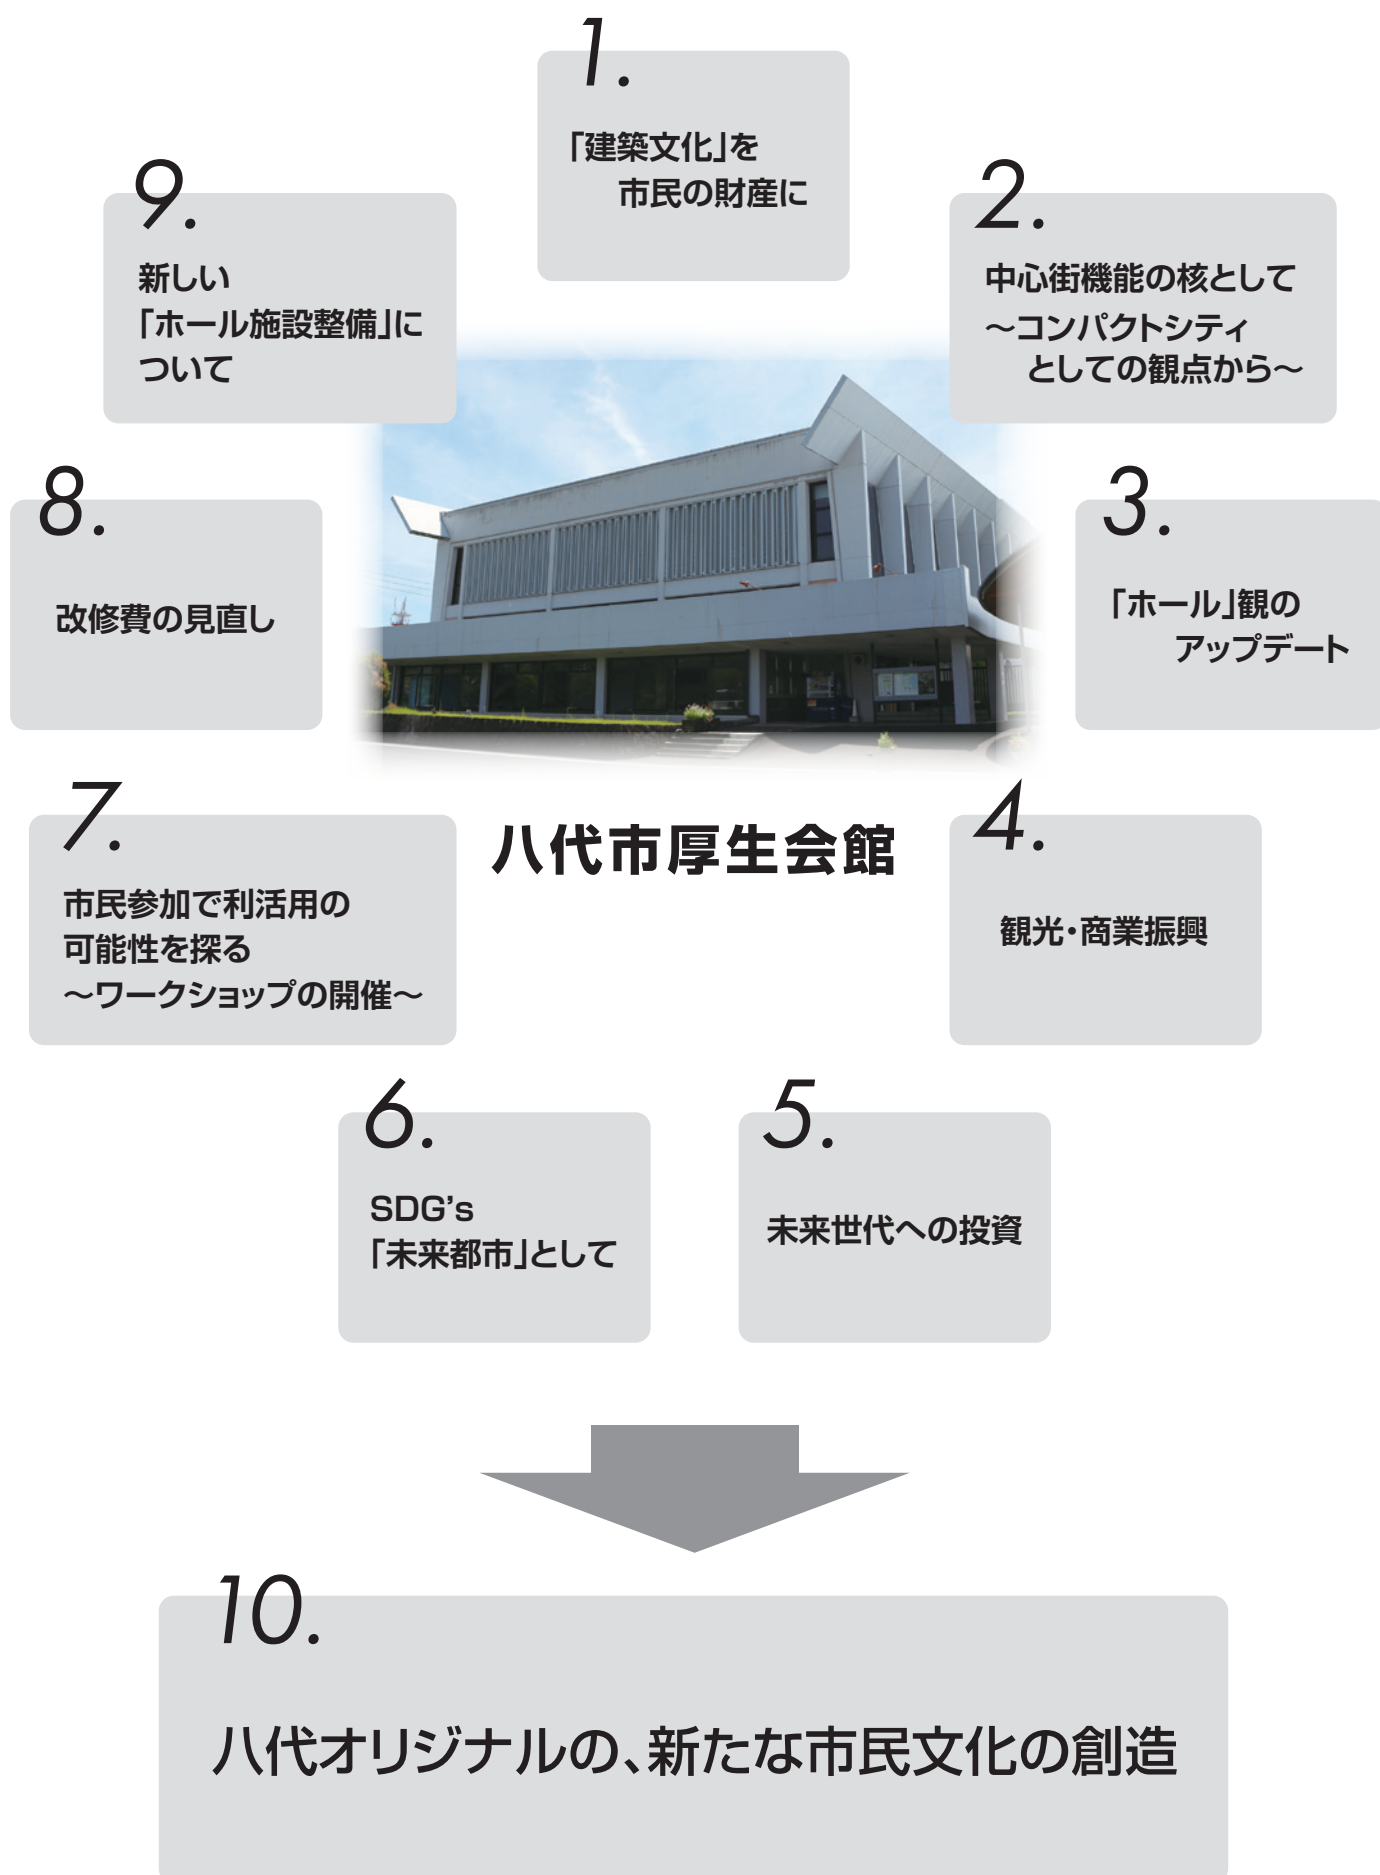 1.
「建築文化」を
市民の財産に
2.
中心街機能の核として
～コンパクトシティ
としての観点から～
3.
「ホール」観の
アップデート
4.
観光・商業振興
5.
未来世代への投資
6.
SDG’s
「未来都市」として
7.
市民参加で利活用の
可能性を探る
～ワークショップの開催～
8.
改修費の見直し
9.
新しい
「ホール施設整備」に
ついて
八代市厚生会館
10.
八代オリジナルの、新たな市民文化の創造